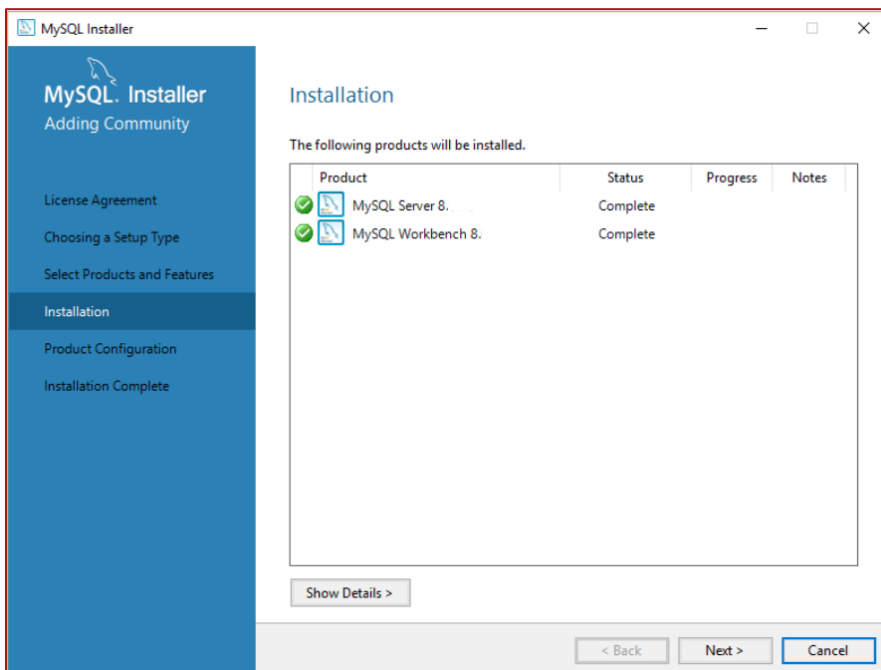 MySQL Installer
MySQL. Installer
Adding Community
License Agreement
Choosing a Setup Type
Select Products and Features
Installation
Product Configuration
Installation Complete
Installation
The following products will be installed.
Product Status Progress Notes
MySQL Server 8.
Complete
MySQL Workbench 8.
Complete
Show Details >
< Back Next > Cancel